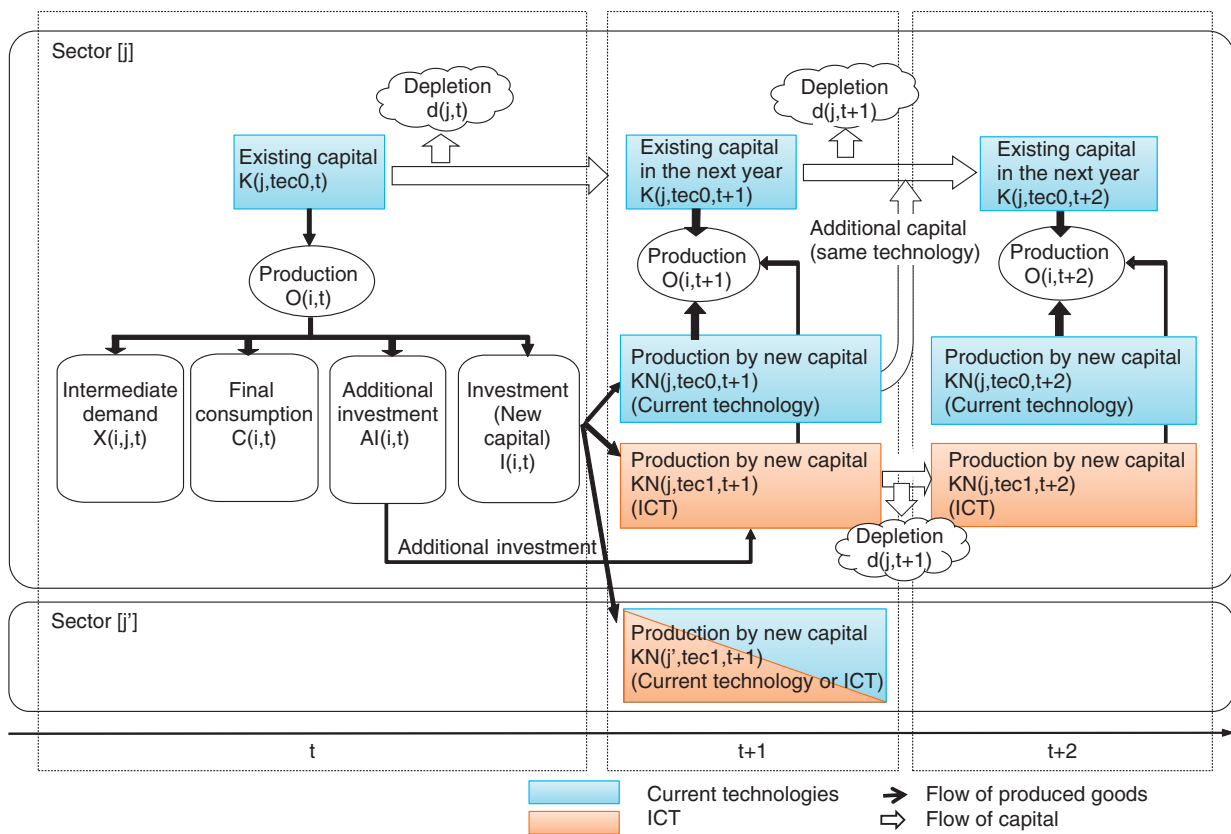 Sector [j]
Depletion
d(j,t)
Depletion
d(j,t+1)
Existing capital
K(j,tec0,t)
Existing capital
in the next year
K(j,tec0,t+1)
Existing capital
in the next year
K(j,tec0,t+2)
Additional capital
(same technology)
Production
O(i,t)
Production
O(i,t+1)
Production
O(i,t+2)
Intermediate
demand
X(i,j,t)
Final
consumption
C(i,t)
Additional
investment
AI(i,t)
Investment
(New
capital)
I(i,t)
Production by new capital
KN(j,tec0,t+1)
(Current technology)
Production by new capital
KN(j,tec0,t+2)
(Current technology)
Production by new capital
KN(j,tec1,t+1)
(ICT)
Production by new capital
KN(j,tec1,t+2)
(ICT)
Additional investment
Depletion
d(j,t+1)
Sector [j’]
Production by new capital
KN(j’,tec1,t+1)
(Current technology or ICT)
t
t+1
t+2
Current technologies
Flow of produced goods
ICT
Flow of capital